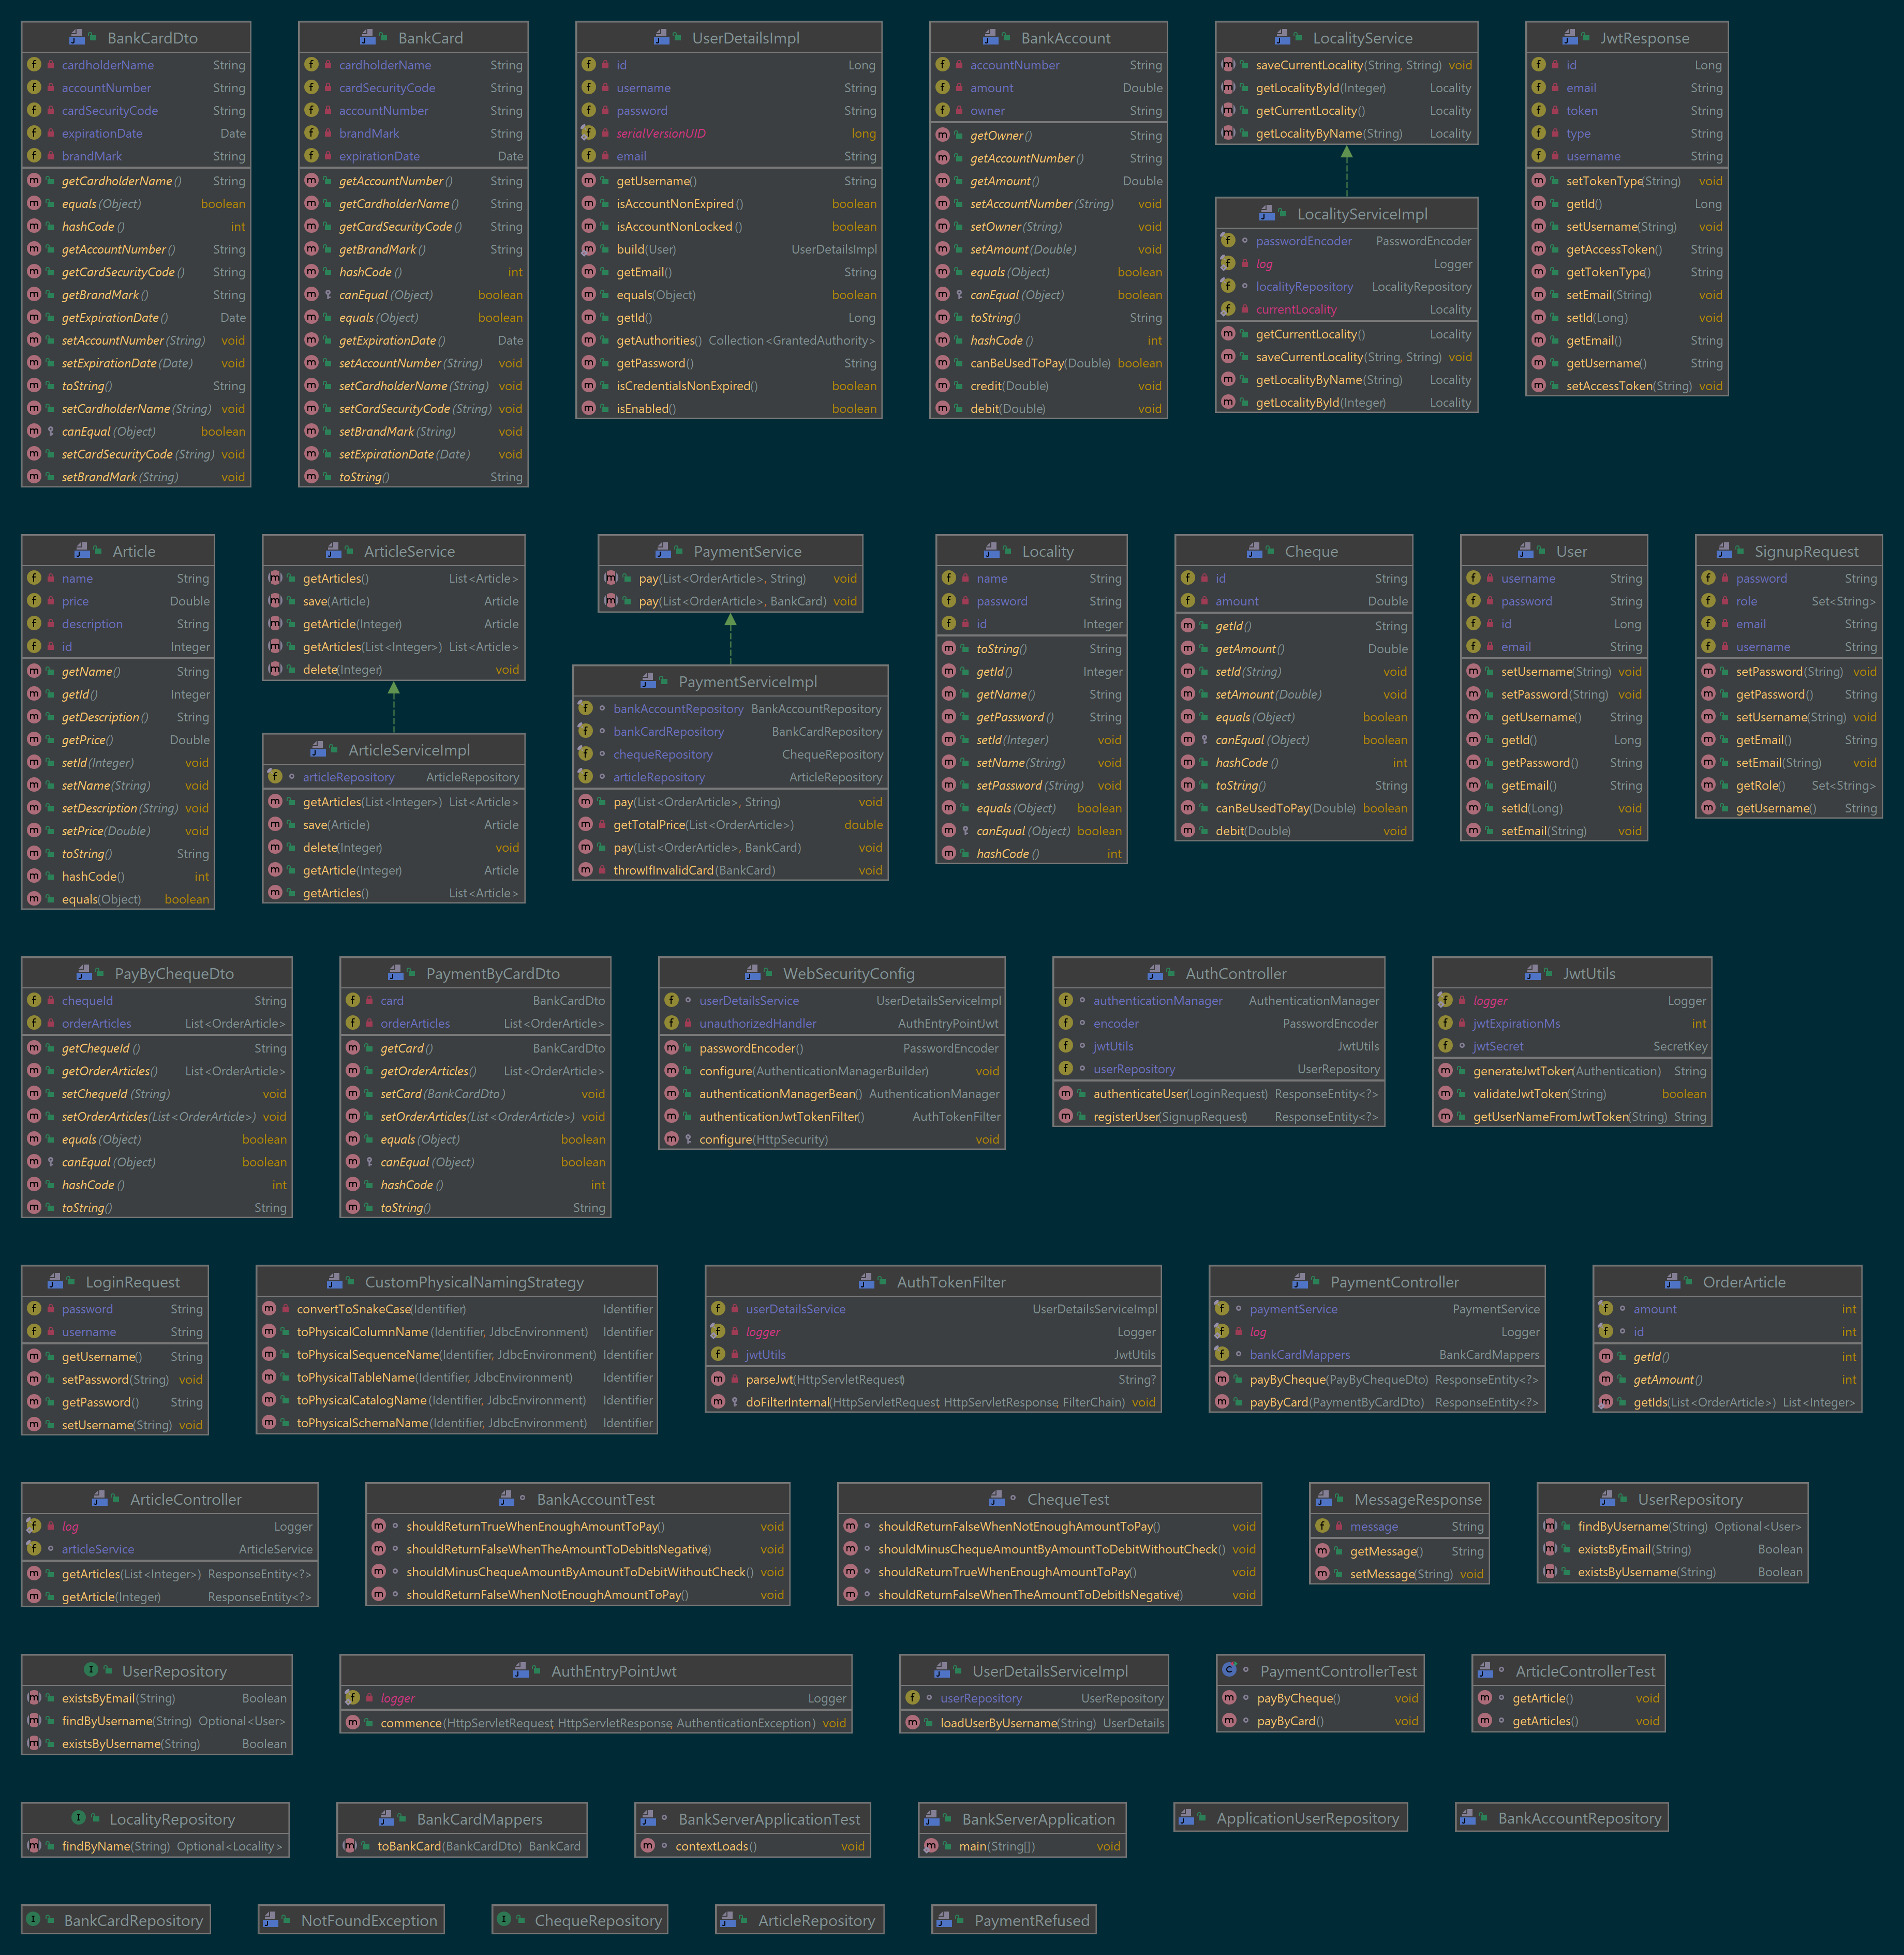 BankCardDto
cardholderName String
accountNumber String
cardSecurityCode String
expirationDate Date
brandMark String
getCardholderName() String
equals(Object) boolean
hashCode() int
getAccountNumber() String
getCardSecurityCode() String
getBrandMark() String
getExpirationDate() Date
setAccountNumber(String) void
setExpirationDate(Date) void
toString() String
setCardholderName(String) void
canEqual(Object) boolean
setCardSecurityCode(String) void
setBrandMark(String) void
BankCard
cardholderName String
cardSecurityCode String
accountNumber String
brandMark String
expirationDate Date
getAccountNumber() String
getCardholderName() String
getCardSecurityCode() String
getBrandMark() String
hashCode() int
canEqual(Object) boolean
equals(Object) boolean
getExpirationDate() Date
setAccountNumber(String) void
setCardholderName(String) void
setCardSecurityCode(String) void
setBrandMark(String) void
setExpirationDate(Date) void
toString() String
UserDetailsImpl
id Long
username String
password String
serialVersionUID long
email String
getUsername() String
isAccountNonExpired() boolean
isAccountNonLocked() boolean
build(User) UserDetailsImpl
getEmail() String
equals(Object) boolean
getId() Long
getAuthorities() Collection<GrantedAuthority>
getPassword() String
isCredentialsNonExpired() boolean
isEnabled() boolean
BankAccount
accountNumber String
amount Double
owner String
getOwner() String
getAccountNumber() String
getAmount() Double
setAccountNumber(String) void
setOwner(String) void
setAmount(Double) void
equals(Object) boolean
canEqual(Object) boolean
toString() String
hashCode() int
canBeUsedToPay(Double) boolean
credit(Double) void
debit(Double) void
LocalityService
saveCurrentLocality(String, String) void
getLocalityById(Integer) Locality
getCurrentLocality() Locality
getLocalityByName(String) Locality
LocalityServiceImpl
passwordEncoder PasswordEncoder
log Logger
localityRepository LocalityRepository
currentLocality Locality
getCurrentLocality() Locality
saveCurrentLocality(String, String) void
getLocalityByName(String) Locality
getLocalityById(Integer) Locality
JwtResponse
id Long
email String
token String
type String
username String
setTokenType(String) void
getId() Long
setUsername(String) void
getAccessToken() String
getTokenType() String
setEmail(String) void
setId(Long) void
getEmail() String
getUsername() String
setAccessToken(String) void
Article
name String
price Double
description String
id Integer
getName() String
getId() Integer
getDescription() String
getPrice() Double
setId(Integer) void
setName(String) void
setDescription(String) void
setPrice(Double) void
toString() String
hashCode() int
equals(Object) boolean
ArticleService
getArticles() List<Article>
save(Article) Article
getArticle(Integer) Article
getArticles(List<Integer>) List<Article>
delete(Integer) void
ArticleServiceImpl
articleRepository ArticleRepository
getArticles(List<Integer>) List<Article>
save(Article) Article
delete(Integer) void
getArticle(Integer) Article
getArticles() List<Article>
PaymentService
pay(List<OrderArticle>, String) void
pay(List<OrderArticle>, BankCard) void
PaymentServiceImpl
bankAccountRepository BankAccountRepository
bankCardRepository BankCardRepository
chequeRepository ChequeRepository
articleRepository ArticleRepository
pay(List<OrderArticle>, String) void
getTotalPrice(List<OrderArticle>) double
pay(List<OrderArticle>, BankCard) void
throwIfInvalidCard(BankCard) void
Locality
name String
password String
id Integer
toString() String
getId() Integer
getName() String
getPassword() String
setId(Integer) void
setName(String) void
setPassword(String) void
equals(Object) boolean
canEqual(Object) boolean
hashCode() int
Cheque
id String
amount Double
getId() String
getAmount() Double
setId(String) void
setAmount(Double) void
equals(Object) boolean
canEqual(Object) boolean
hashCode() int
toString() String
canBeUsedToPay(Double) boolean
debit(Double) void
User
username String
password String
id Long
email String
setUsername(String) void
setPassword(String) void
getUsername() String
getId() Long
getPassword() String
getEmail() String
setId(Long) void
setEmail(String) void
SignupRequest
password String
role Set<String>
email String
username String
setPassword(String) void
getPassword() String
setUsername(String) void
getEmail() String
setEmail(String) void
getRole() Set<String>
getUsername() String
PayByChequeDto
chequeId String
orderArticles List<OrderArticle>
getChequeId() String
getOrderArticles() List<OrderArticle>
setChequeId(String) void
setOrderArticles(List<OrderArticle>) void
equals(Object) boolean
canEqual(Object) boolean
hashCode() int
toString() String
PaymentByCardDto
card BankCardDto
orderArticles List<OrderArticle>
getCard() BankCardDto
getOrderArticles() List<OrderArticle>
setCard(BankCardDto) void
setOrderArticles(List<OrderArticle>) void
equals(Object) boolean
canEqual(Object) boolean
hashCode() int
toString() String
WebSecurityConfig
userDetailsService UserDetailsServiceImpl
unauthorizedHandler AuthEntryPointJwt
passwordEncoder() PasswordEncoder
configure(AuthenticationManagerBuilder) void
authenticationManagerBean() AuthenticationManager
authenticationJwtTokenFilter() AuthTokenFilter
configure(HttpSecurity) void
AuthController
authenticationManager AuthenticationManager
encoder PasswordEncoder
jwtUtils JwtUtils
userRepository UserRepository
authenticateUser(LoginRequest) ResponseEntity<?>
registerUser(SignupRequest) ResponseEntity<?>
JwtUtils
logger Logger
jwtExpirationMs int
jwtSecret SecretKey
generateJwtToken(Authentication) String
validateJwtToken(String) boolean
getUserNameFromJwtToken(String) String
LoginRequest
password String
username String
getUsername() String
setPassword(String) void
getPassword() String
setUsername(String) void
CustomPhysicalNamingStrategy
convertToSnakeCase(Identifier) Identifier
toPhysicalColumnName(Identifier, JdbcEnvironment) Identifier
toPhysicalSequenceName(Identifier, JdbcEnvironment) Identifier
toPhysicalTableName(Identifier, JdbcEnvironment) Identifier
toPhysicalCatalogName(Identifier, JdbcEnvironment) Identifier
toPhysicalSchemaName(Identifier, JdbcEnvironment) Identifier
AuthTokenFilter
userDetailsService UserDetailsServiceImpl
logger Logger
jwtUtils JwtUtils
parseJwt(HttpServletRequest) String?
doFilterInternal(HttpServletRequest, HttpServletResponse, FilterChain) void
PaymentController
paymentService PaymentService
log Logger
bankCardMappers BankCardMappers
payByCheque(PayByChequeDto) ResponseEntity<?>
payByCard(PaymentByCardDto) ResponseEntity<?>
OrderArticle
amount int
id int
getId() int
getAmount() int
getIds(List<OrderArticle>) List<Integer>
ArticleController
log Logger
articleService ArticleService
getArticles(List<Integer>) ResponseEntity<?>
getArticle(Integer) ResponseEntity<?>
BankAccountTest
shouldReturnTrueWhenEnoughAmountToPay() void
shouldReturnFalseWhenTheAmountToDebitIsNegative() void
shouldMinusChequeAmountByAmountToDebitWithoutCheck() void
shouldReturnFalseWhenNotEnoughAmountToPay() void
ChequeTest
shouldReturnFalseWhenNotEnoughAmountToPay() void
shouldMinusChequeAmountByAmountToDebitWithoutCheck() void
shouldReturnTrueWhenEnoughAmountToPay() void
shouldReturnFalseWhenTheAmountToDebitIsNegative() void
MessageResponse
message String
getMessage() String
setMessage(String) void
UserRepository
findByUsername(String) Optional<User>
existsByEmail(String) Boolean
existsByUsername(String) Boolean
UserRepository
existsByEmail(String) Boolean
findByUsername(String) Optional<User>
existsByUsername(String) Boolean
AuthEntryPointJwt
logger Logger
commence(HttpServletRequest, HttpServletResponse, AuthenticationException) void
UserDetailsServiceImpl
userRepository UserRepository
loadUserByUsername(String) UserDetails
PaymentControllerTest
payByCheque() void
payByCard() void
ArticleControllerTest
getArticle() void
getArticles() void
LocalityRepository
findByName(String) Optional<Locality>
BankCardMappers
toBankCard(BankCardDto) BankCard
BankServerApplicationTest
contextLoads() void
BankServerApplication
main(String[]) void
ApplicationUserRepository
BankAccountRepository
BankCardRepository
NotFoundException
ChequeRepository
ArticleRepository
PaymentRefused